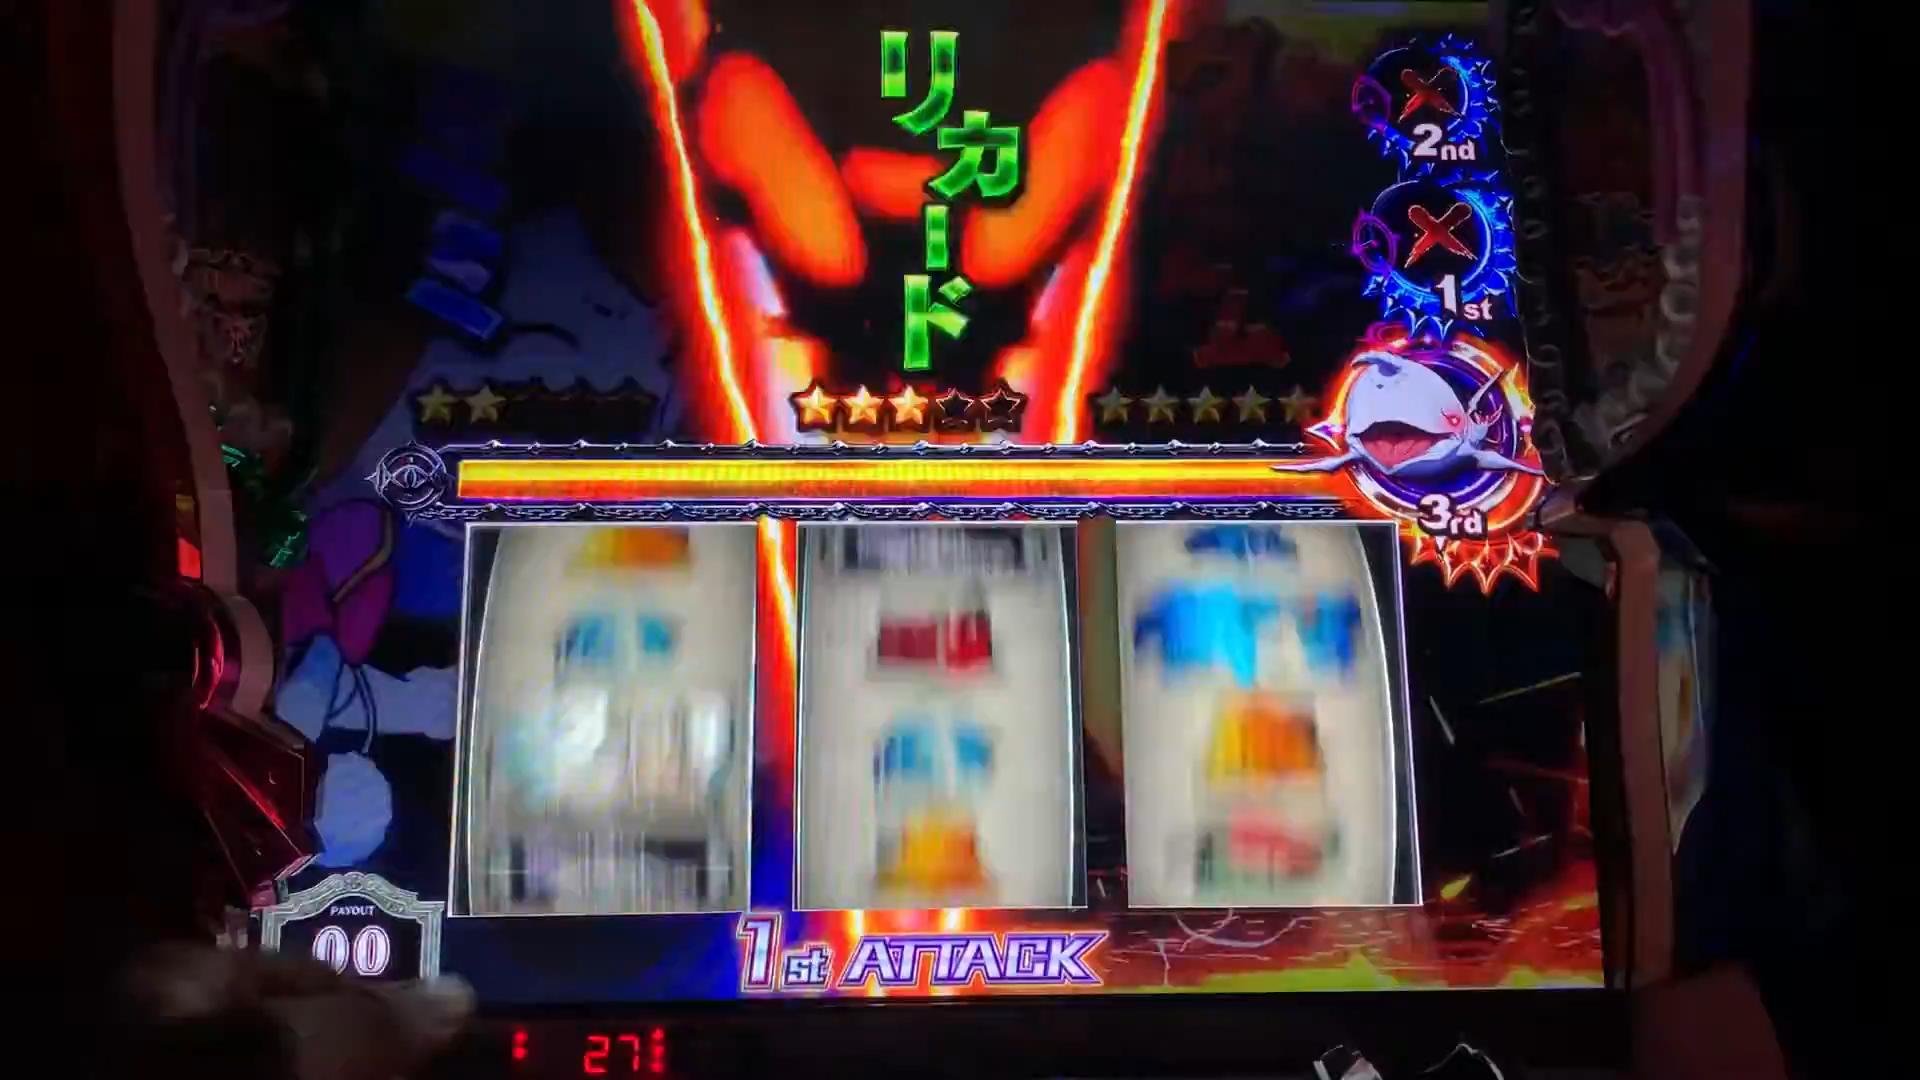 リカード
2nd
1st
3rd
PAYOUT
00
1st ATTACK
27